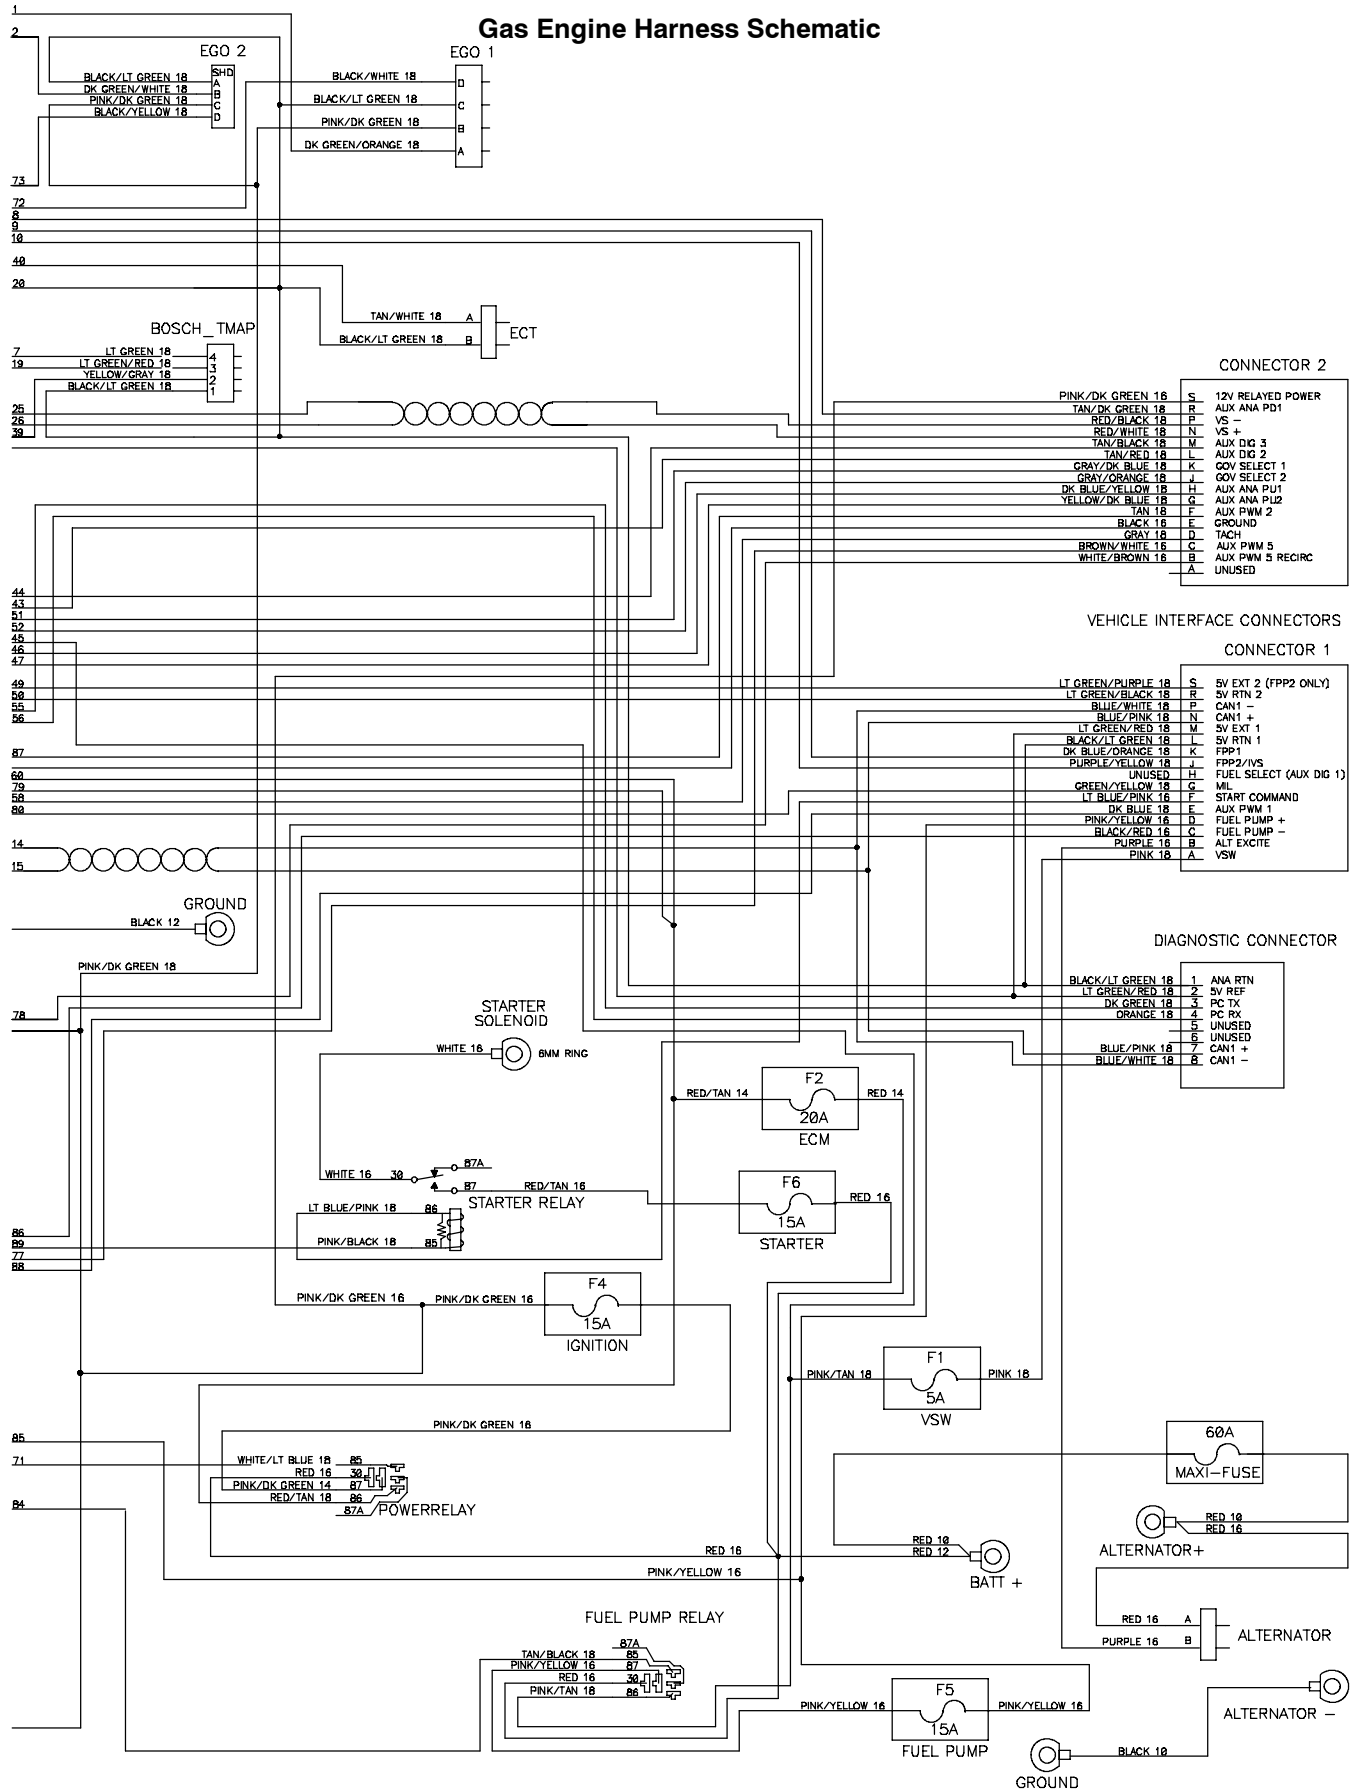 Gas Engine Harness Schematic
1
2
EGO 2
SHD
BLACK/LT GREEN 18 A
DK GREEN/WHITE 18 B
PINK/DK GREEN 18 C
BLACK/YELLOW 18 D
EGO 1
BLACK/WHITE 18 D
BLACK/LT GREEN 18 C
PINK/DK GREEN 18 B
DK GREEN/ORANGE 18 A
73
72
8
9
10
40
20
TAN/WHITE 18 A
BLACK/LT GREEN 18 B
ECT
BOSCH_TMAP
7 LT GREEN 18 4
19 LT GREEN/RED 18 3
YELLOW/GRAY 18 2
BLACK/LT GREEN 18 1
25
26
39
CONNECTOR 2
PINK/DK GREEN 16 S 12V RELAYED POWER
TAN/DK GREEN 18 R AUX ANA PD1
RED/BLACK 18 P VS -
RED/WHITE 18 N VS +
TAN/BLACK 18 M AUX DIG 3
TAN/RED 18 L AUX DIG 2
GRAY/DK BLUE 18 K GOV SELECT 1
GRAY/ORANGE 18 J GOV SELECT 2
DK BLUE/YELLOW 18 H AUX ANA PU1
YELLOW/DK BLUE 18 G AUX ANA PU2
TAN 18 F AUX PWM 2
BLACK 16 E GROUND
GRAY 18 D TACH
BROWN/WHITE 16 C AUX PWM 5
WHITE/BROWN 16 B AUX PWM 5 RECIRC
A UNUSED
44
43
51
52
45
46
47
49
50
55
56
87
60
79
58
80
14
15
VEHICLE INTERFACE CONNECTORS
CONNECTOR 1
LT GREEN/PURPLE 18 S 5V EXT 2 (FPP2 ONLY)
LT GREEN/BLACK 18 R 5V RTN 2
BLUE/WHITE 18 P CAN1 -
BLUE/PINK 18 N CAN1 +
LT GREEN/RED 18 M 5V EXT 1
BLACK/LT GREEN 18 L 5V RTN 1
DK BLUE/ORANGE 18 K FPP1
PURPLE/YELLOW 18 J FPP2/IVS
UNUSED H FUEL SELECT (AUX DIG 1)
GREEN/YELLOW 18 G MIL
LT BLUE/PINK 16 F START COMMAND
DK BLUE 18 E AUX PWM 1
PINK/YELLOW 16 D FUEL PUMP +
BLACK/RED 16 C FUEL PUMP -
PURPLE 16 B ALT EXCITE
PINK 18 A VSW
GROUND
BLACK 12
PINK/DK GREEN 18
78
DIAGNOSTIC CONNECTOR
BLACK/LT GREEN 18 1 ANA RTN
LT GREEN/RED 18 2 5V REF
DK GREEN 18 3 PC TX
ORANGE 18 4 PC RX
5 UNUSED
6 UNUSED
BLUE/PINK 18 7 CAN1 +
BLUE/WHITE 18 8 CAN1 -
STARTER
SOLENOID
WHITE 16
6MM RING
RED/TAN 14
F2
20A
ECM
RED 14
WHITE 16 30
87A
87
RED/TAN 16
STARTER RELAY
F6
15A
STARTER
RED 16
LT BLUE/PINK 18 86
PINK/BLACK 18 85
86
89
77
88
PINK/DK GREEN 16
PINK/DK GREEN 16
F4
15A
IGNITION
PINK/TAN 18
F1
5A
VSW
PINK 18
PINK/DK GREEN 16
85
71
WHITE/LT BLUE 18 85
RED 16 30
PINK/DK GREEN 14 87
RED/TAN 18 86
87A
POWERRELAY
84
60A
MAXI-FUSE
RED 10
RED 16
ALTERNATOR+
RED 16
RED 10
RED 12
BATT +
PINK/YELLOW 16
FUEL PUMP RELAY
87A
TAN/BLACK 18 85
PINK/YELLOW 16 87
RED 16 30
PINK/TAN 18 86
RED 16 A
PURPLE 16 B
ALTERNATOR
PINK/YELLOW 16
F5
15A
FUEL PUMP
PINK/YELLOW 16
ALTERNATOR -
BLACK 10
GROUND